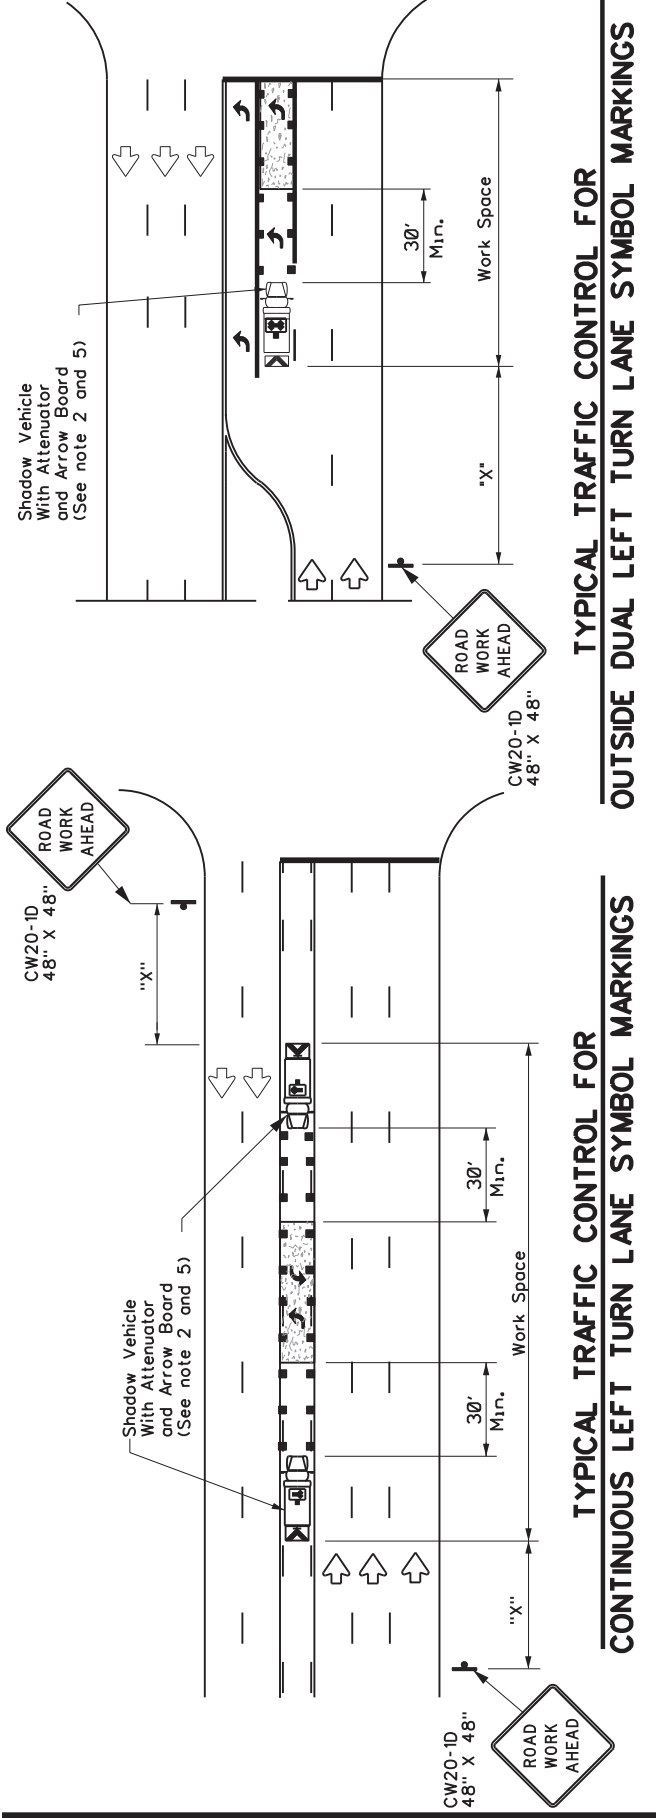 Shadow Vehicle
With Attenuator
and Arrow Board
(See note 2 and 5)
30'
Min.
Work Space
"X"
ROAD
WORK
AHEAD
CW20-1D
48" X 48"
TYPICAL TRAFFIC CONTROL FOR
OUTSIDE DUAL LEFT TURN LANE SYMBOL MARKINGS
ROAD
WORK
AHEAD
CW20-1D
48" X 48"
"X"
Shadow Vehicle
With Attenuator
and Arrow Board
(See note 2 and 5)
30'
Min.
30'
Min.
Work Space
"X"
CW20-1D
48" X 48"
ROAD
WORK
AHEAD
TYPICAL TRAFFIC CONTROL FOR
CONTINUOUS LEFT TURN LANE SYMBOL MARKINGS